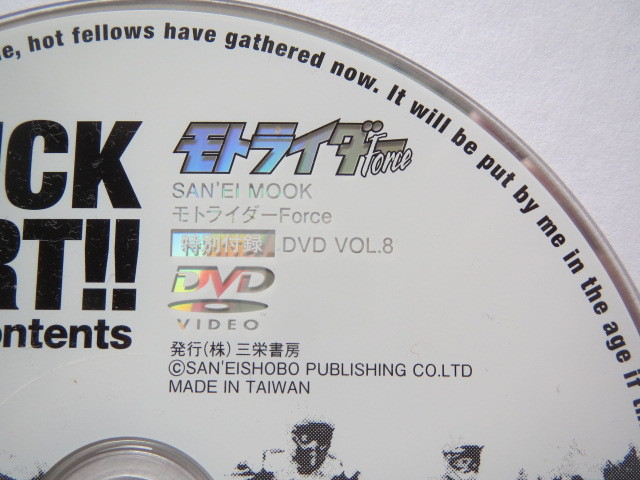 hot fellows have gathered now. It will be put by me in the age if
モトライダーForce
SAN'EI MOOK
モトライダーForce
特別付録 DVD VOL.8
DVD
VIDEO
発行(株)三栄書房
©SAN'EISHOBO PUBLISHING CO.LTD
MADE IN TAIWAN
UCK
RT!!
ontents